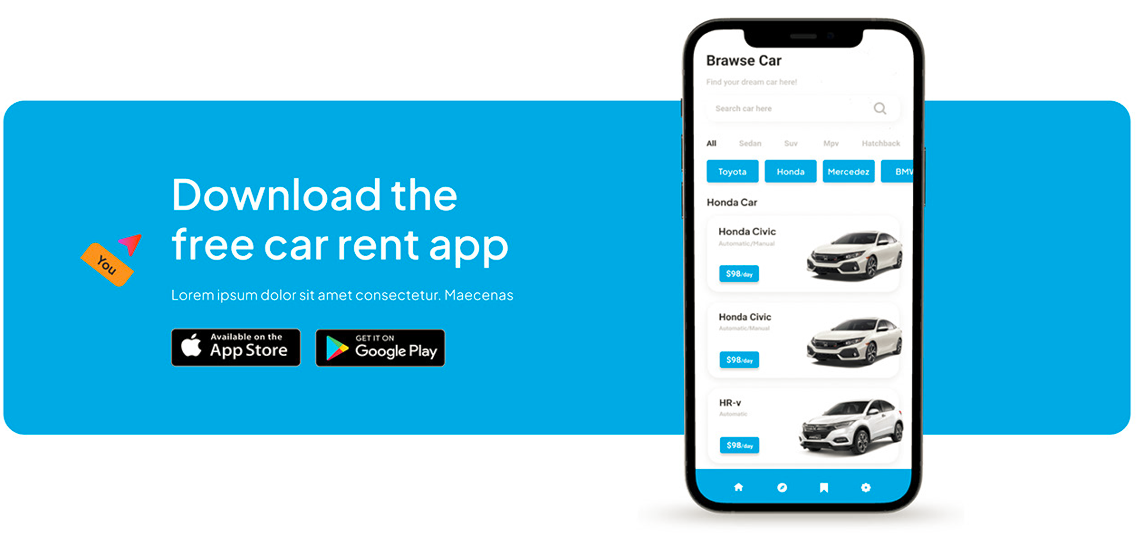 Download the
free car rent app
You
Lorem ipsum dolor sit amet consectetur. Maecenas
Available on the
App Store
GET IT ON
Google Play
Brawse Car
Find your dream car here!
Search car here
All Sedan Suv Mpv Hatchback
Toyota Honda Mercedez BMW
Honda Car
Honda Civic
Automatic/Manual
$98/day
Honda Civic
Automatic/Manual
$98/day
HR-v
Automatic
$98/day